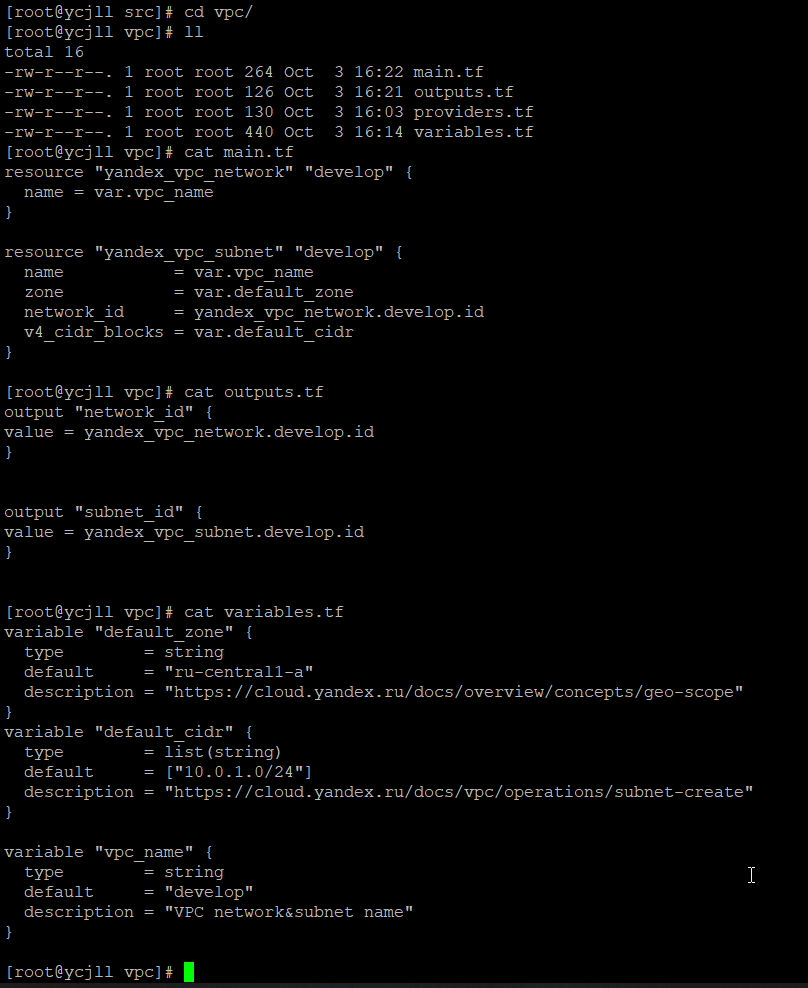 [root@ycjll src]# cd vpc/
[root@ycjll vpc]# ll
total 16
-rw-r--r--. 1 root root 264 Oct  3 16:22 main.tf
-rw-r--r--. 1 root root 126 Oct  3 16:21 outputs.tf
-rw-r--r--. 1 root root 130 Oct  3 16:03 providers.tf
-rw-r--r--. 1 root root 440 Oct  3 16:14 variables.tf
[root@ycjll vpc]# cat main.tf
resource "yandex_vpc_network" "develop" {
  name = var.vpc_name
}

resource "yandex_vpc_subnet" "develop" {
  name           = var.vpc_name
  zone           = var.default_zone
  network_id     = yandex_vpc_network.develop.id
  v4_cidr_blocks = var.default_cidr
}

[root@ycjll vpc]# cat outputs.tf
output "network_id" {
value = yandex_vpc_network.develop.id
}


output "subnet_id" {
value = yandex_vpc_subnet.develop.id
}


[root@ycjll vpc]# cat variables.tf
variable "default_zone" {
  type        = string
  default     = "ru-central1-a"
  description = "https://cloud.yandex.ru/docs/overview/concepts/geo-scope"
}
variable "default_cidr" {
  type        = list(string)
  default     = ["10.0.1.0/24"]
  description = "https://cloud.yandex.ru/docs/vpc/operations/subnet-create"
}

variable "vpc_name" {
  type        = string
  default     = "develop"
  description = "VPC network&subnet name"
}

[root@ycjll vpc]#